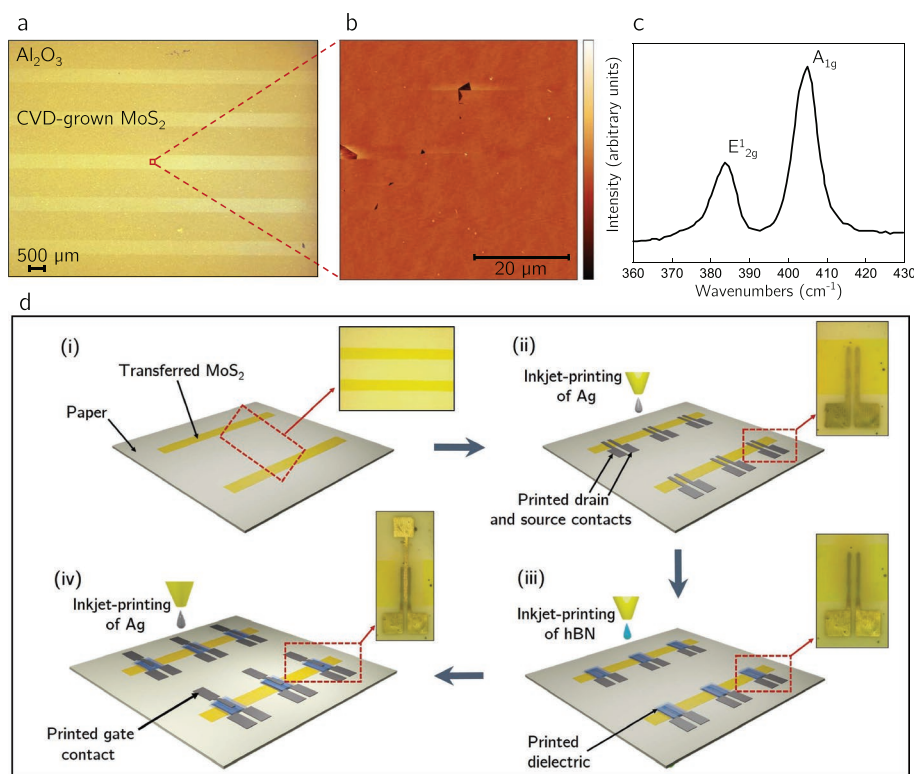 a
Al₂O₃
CVD-grown MoS₂
500 μm
b
20 μm
c
Intensity (arbitrary units)
E¹₂g
A₁g
360 370 380 390 400 410 420 430
Wavenumbers (cm⁻¹)
d
(i)
Transferred MoS₂
Paper
(ii)
Inkjet-printing
of Ag
Printed drain
and source contacts
(iii)
Inkjet-printing
of hBN
Printed
dielectric
(iv)
Inkjet-printing
of Ag
Printed gate
contact